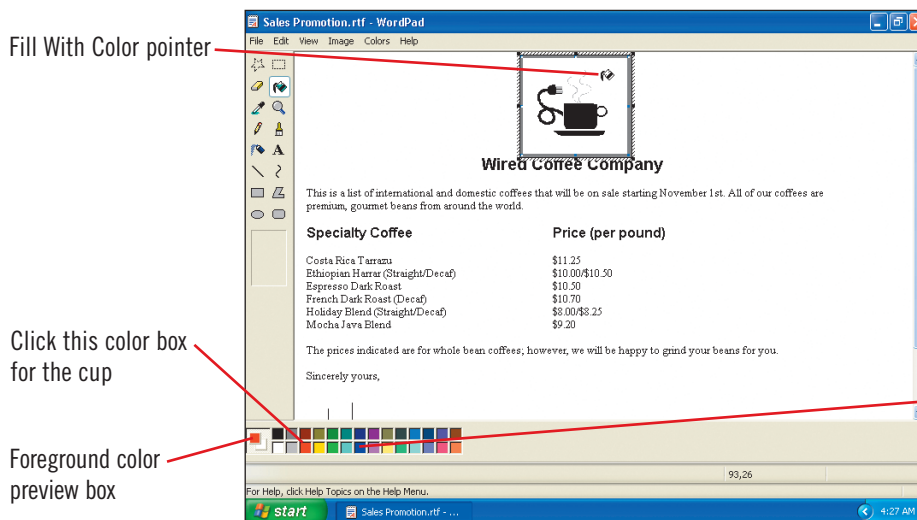 Sales Promotion.rtf - WordPad
File Edit View Image Colors Help
Fill With Color pointer
A
Wired Coffee Company
This is a list of international and domestic coffees that will be on sale starting November 1st. All of our coffees are
premium, gourmet beans from around the world.
Specialty Coffee Price (per pound)
Costa Rica Tarrazu $11.25
Ethiopian Harrar (Straight/Decaf) $10.00/$10.50
Espresso Dark Roast $10.50
French Dark Roast (Decaf) $10.70
Holiday Blend (Straight/Decaf) $8.00/$8.25
Mocha Java Blend $9.20
The prices indicated are for whole bean coffees; however, we will be happy to grind your beans for you.
Sincerely yours,
Click this color box
for the cup
Foreground color
preview box
93,26
For Help, click Help Topics on the Help Menu.
start Sales Promotion.rtf - ... 4:27 AM